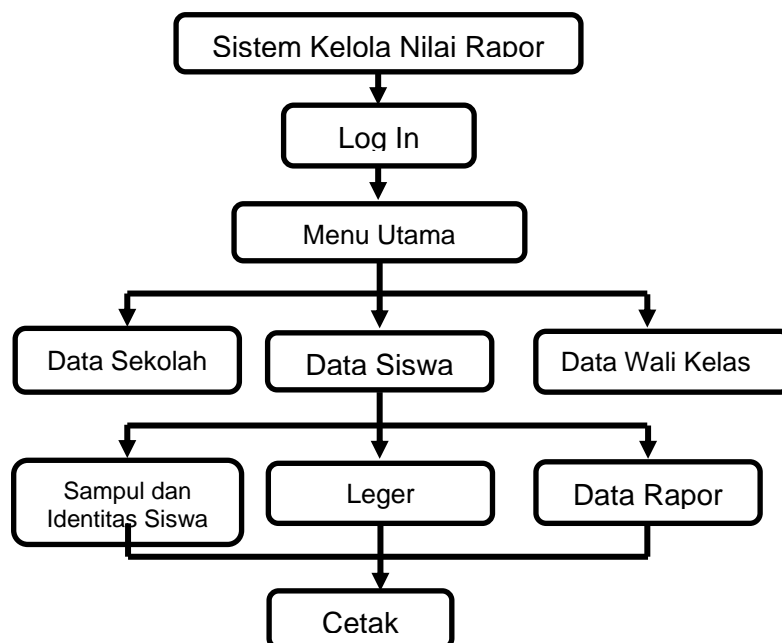 Sistem Kelola Nilai Rapor
Log In
Menu Utama
Data Sekolah
Data Siswa
Data Wali Kelas
Sampul dan
Identitas Siswa
Leger
Data Rapor
Cetak